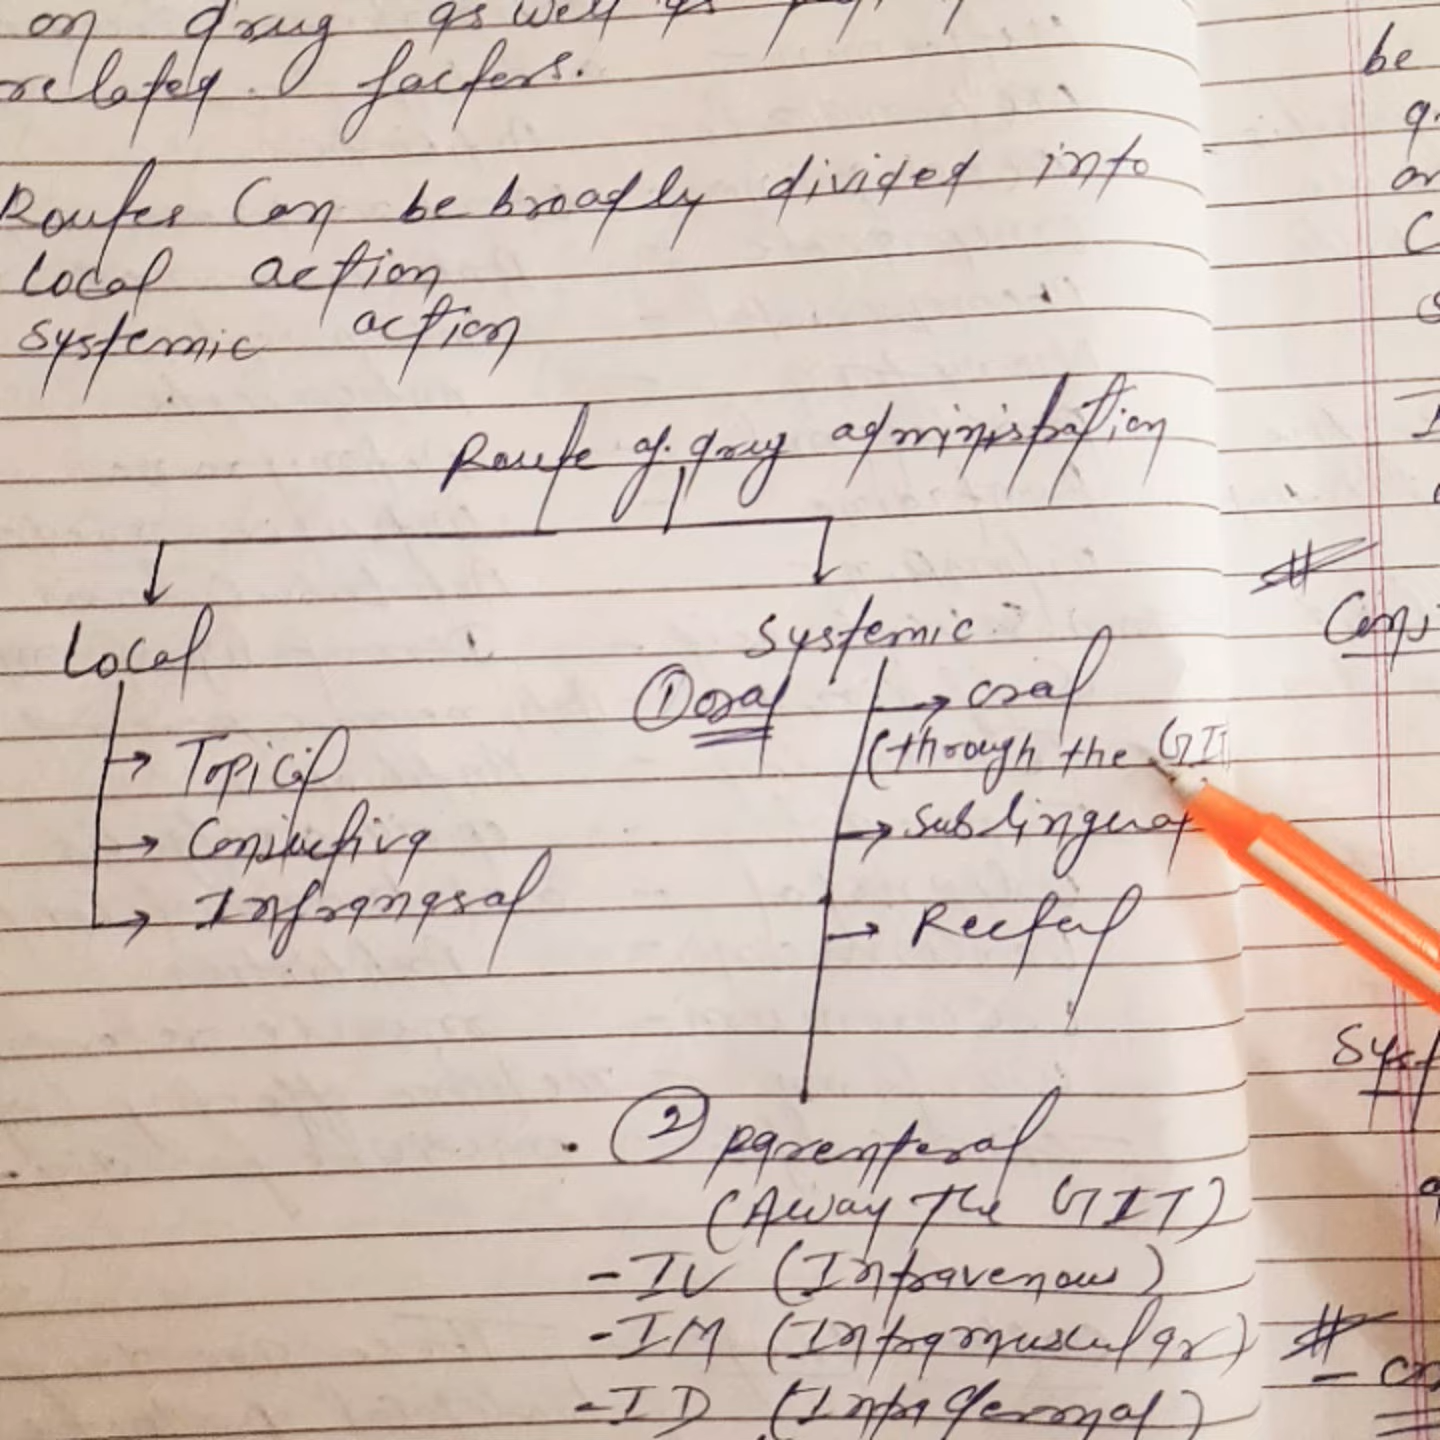 on drug as well as
related factors.
Routes Can be broadly divided into
Local action
systemic action
Route of drug administration
Local
Systemic
① oral
→ oral
(through the GIT
→ Topical
→ Sublingual
→ Conjuctiva
→ Intranasal
→ Rectal
② parenteral
(Away The GIT)
- IV (Intravenous)
- IM (Intramuscular)
- ID (Intradermal)
be
Syst